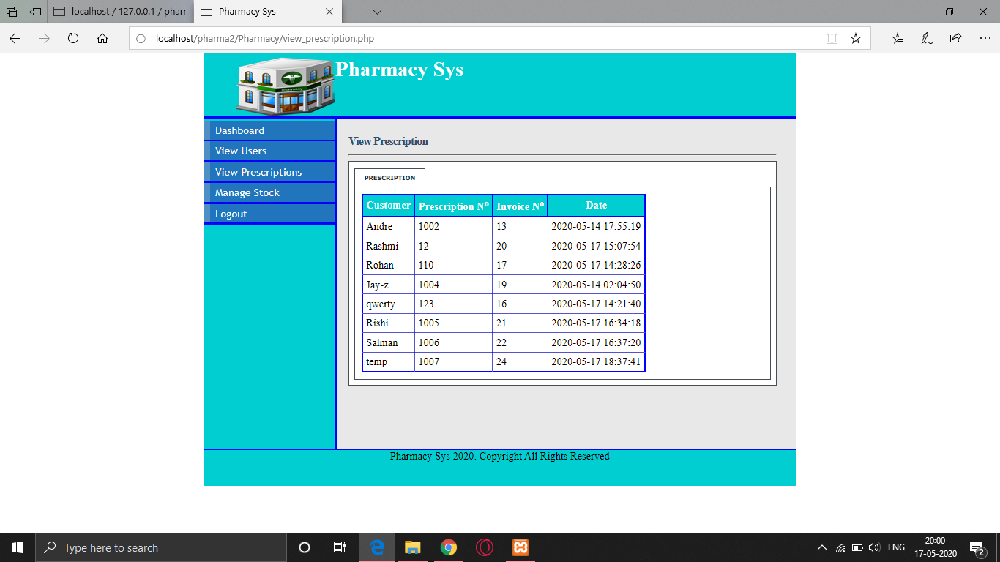 localhost / 127.0.0.1 / pharm
Pharmacy Sys
localhost/pharma2/Pharmacy/view_prescription.php
pharmacy
Pharmacy Sys
Dashboard
View Users
View Prescriptions
Manage Stock
Logout
View Prescription
PRESCRIPTION
Customer Prescription Nº Invoice Nº Date
Andre 1002 13 2020-05-14 17:55:19
Rashmi 12 20 2020-05-17 15:07:54
Rohan 110 17 2020-05-17 14:28:26
Jay-z 1004 19 2020-05-14 02:04:50
qwerty 123 16 2020-05-17 14:21:40
Rishi 1005 21 2020-05-17 16:34:18
Salman 1006 22 2020-05-17 16:37:20
temp 1007 24 2020-05-17 18:37:41
Pharmacy Sys 2020. Copyright All Rights Reserved
Type here to search
ENG
20:00
17-05-2020
2